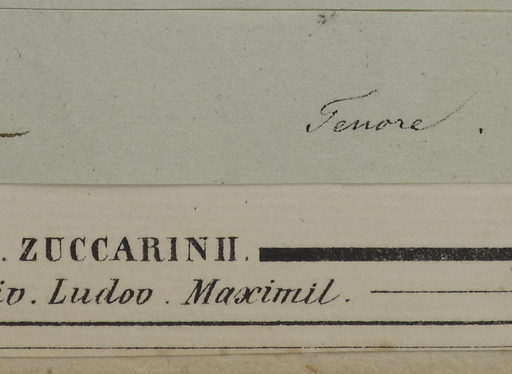 Tenore.
. ZUCCARINII.
iv. Ludov. Maximil.